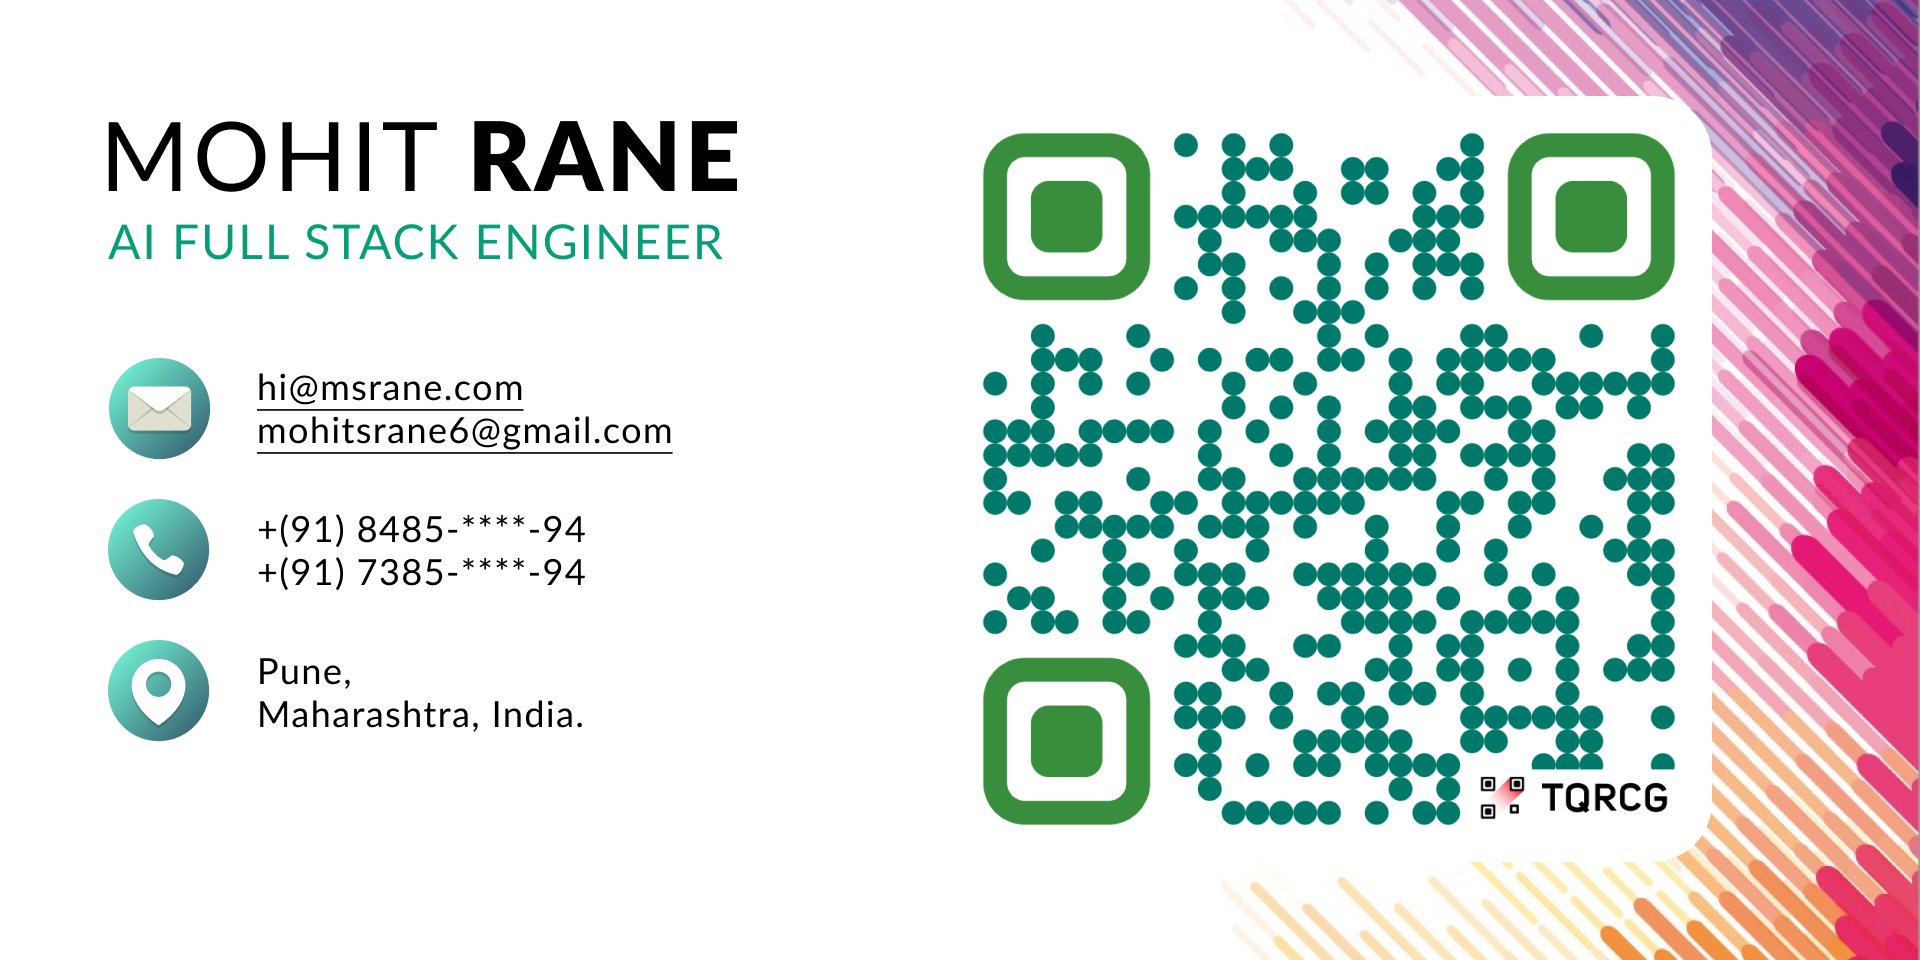 MOHIT RANE
AI FULL STACK ENGINEER
hi@msrane.com
mohitsrane6@gmail.com
+(91) 8485-****-94
+(91) 7385-****-94
Pune,
Maharashtra, India.
TQRCG